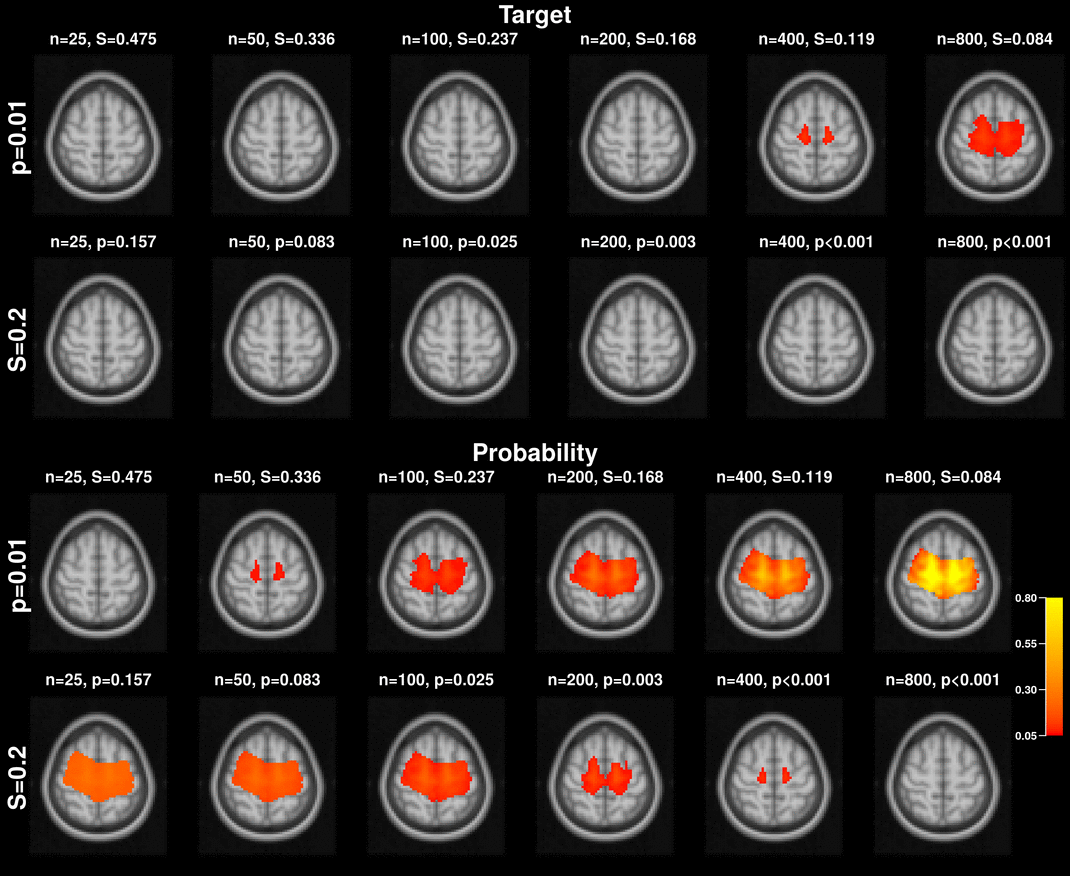 Target
n=25, S=0.475 n=50, S=0.336 n=100, S=0.237 n=200, S=0.168 n=400, S=0.119 n=800, S=0.084
p=0.01
n=25, p=0.157 n=50, p=0.083 n=100, p=0.025 n=200, p=0.003 n=400, p<0.001 n=800, p<0.001
S=0.2
Probability
n=25, S=0.475 n=50, S=0.336 n=100, S=0.237 n=200, S=0.168 n=400, S=0.119 n=800, S=0.084
p=0.01
0.80
0.55
0.30
0.05
n=25, p=0.157 n=50, p=0.083 n=100, p=0.025 n=200, p=0.003 n=400, p<0.001 n=800, p<0.001
S=0.2